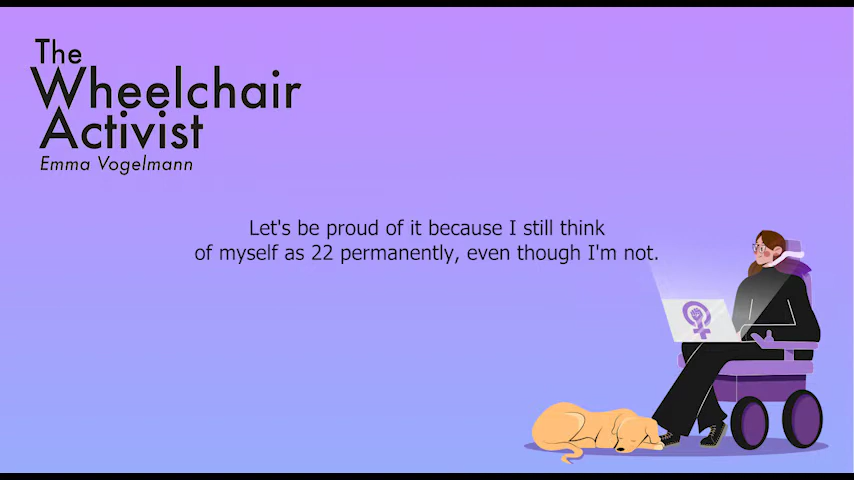 The
Wheelchair
Activist
Emma Vogelmann
Let's be proud of it because I still think
of myself as 22 permanently, even though I'm not.